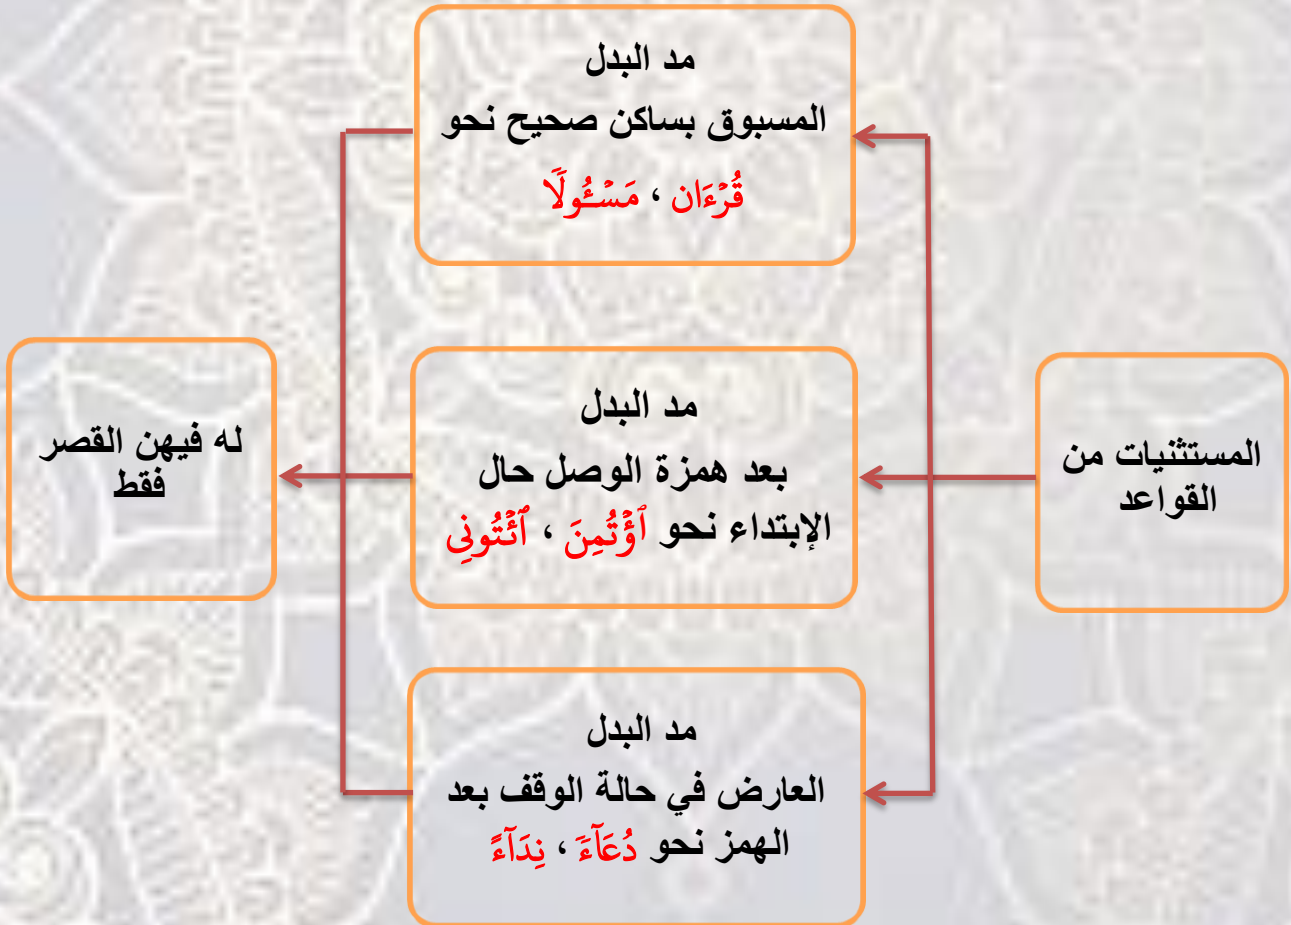 المستثنيات من
القواعد
مد البدل
المسبوق بساكن صحيح نحو
قُرۡءَان ، مَسۡـُٔولٗا
مد البدل
بعد همزة الوصل حال
الإبتداء نحو ٱؤۡتُمِنَ ، ٱئۡتُونِي
مد البدل
العارض في حالة الوقف بعد
الهمز نحو دُعَآءٗ ، نِدَآءٗ
له فيهن القصر
فقط